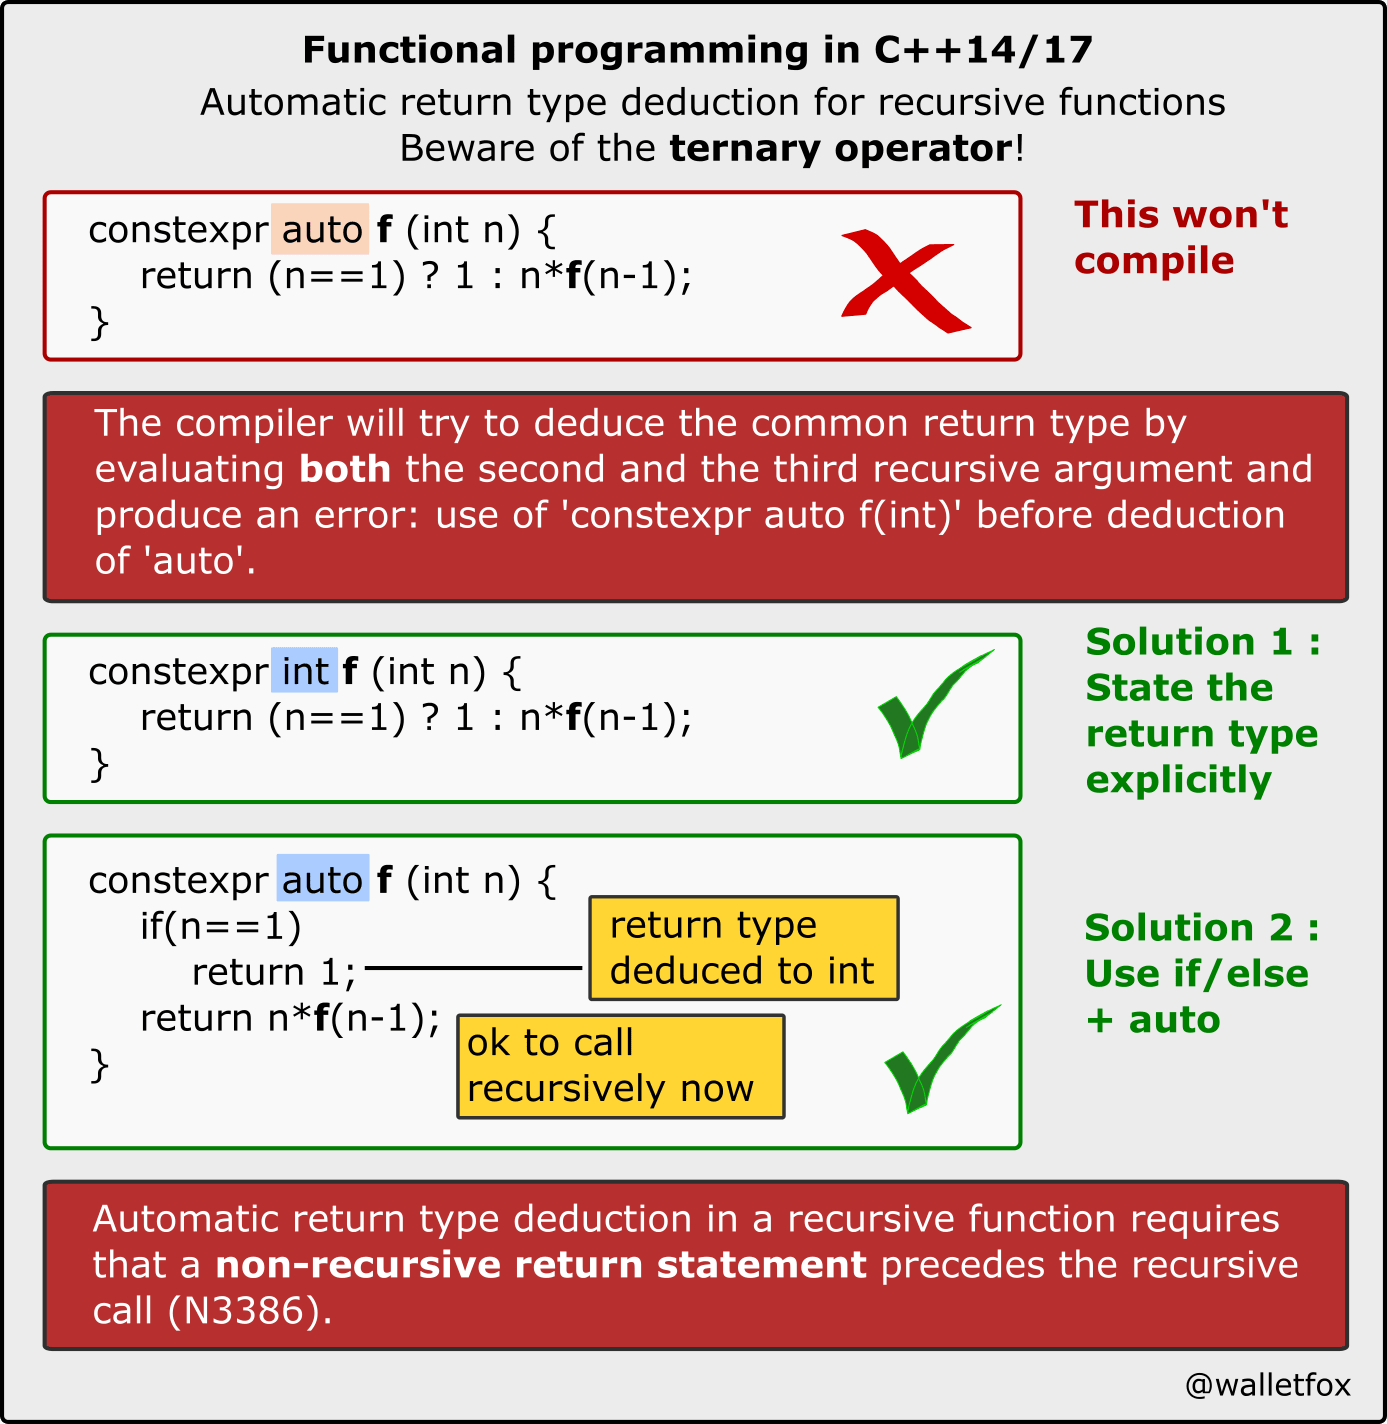 Functional programming in C++14/17
Automatic return type deduction for recursive functions
Beware of the ternary operator!
constexpr auto f (int n) {
return (n==1) ? 1 : n*f(n-1);
}
This won't
compile
The compiler will try to deduce the common return type by
evaluating both the second and the third recursive argument and
produce an error: use of 'constexpr auto f(int)' before deduction
of 'auto'.
constexpr int f (int n) {
return (n==1) ? 1 : n*f(n-1);
}
Solution 1 :
State the
return type
explicitly
constexpr auto f (int n) {
if(n==1)
return 1;
return n*f(n-1);
}
return type
deduced to int
ok to call
recursively now
Solution 2 :
Use if/else
+ auto
Automatic return type deduction in a recursive function requires
that a non-recursive return statement precedes the recursive
call (N3386).
@walletfox